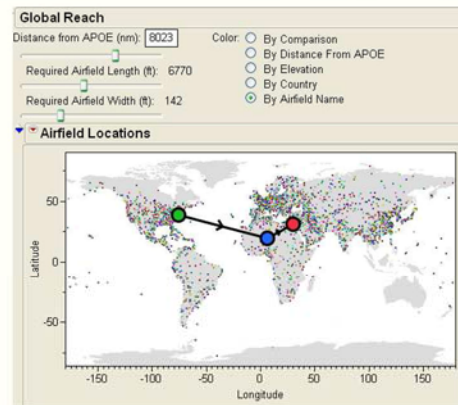 Global Reach
Distance from APOE (nm): 8023
Required Airfield Length (ft): 6770
Required Airfield Width (ft): 142
Color:
By Comparison
By Distance From APOE
By Elevation
By Country
By Airfield Name
Airfield Locations
50
0
-50
Latitude
-150 -100 -50 0 50 100 150
Longitude